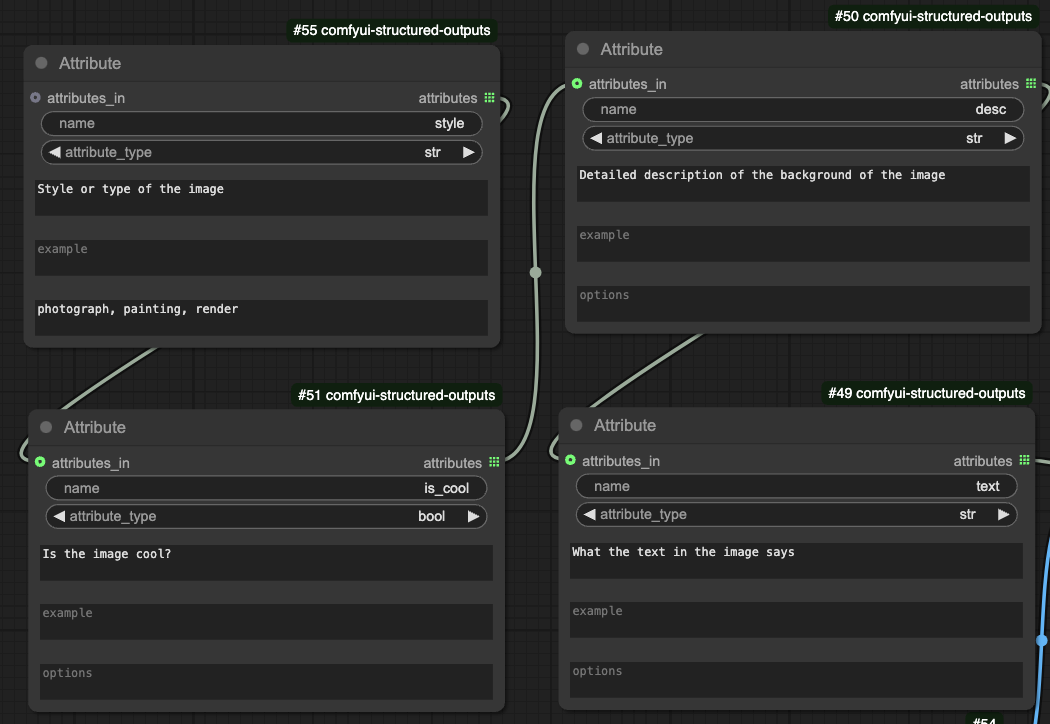 #55 comfyui-structured-outputs
Attribute
attributes_in attributes
name style
attribute_type str
Style or type of the image
example
photograph, painting, render
#51 comfyui-structured-outputs
Attribute
attributes_in attributes
name is_cool
attribute_type bool
Is the image cool?
example
options
#50 comfyui-structured-outputs
Attribute
attributes_in attributes
name desc
attribute_type str
Detailed description of the background of the image
example
options
#49 comfyui-structured-outputs
Attribute
attributes_in attributes
name text
attribute_type str
What the text in the image says
example
options
#54